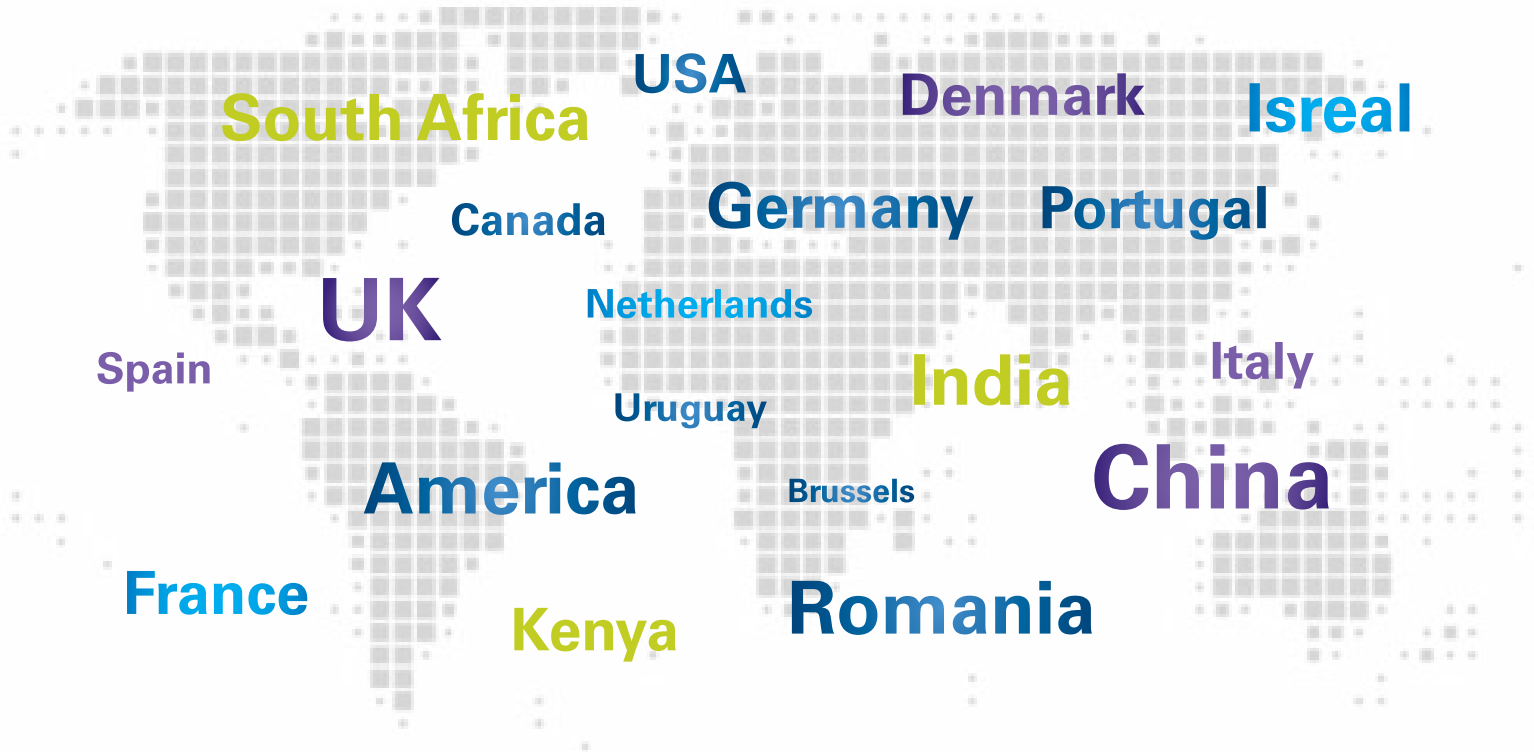 USA
South Africa
Denmark
Isreal
Canada
Germany
Portugal
UK
Netherlands
Spain
India
Italy
Uruguay
America
Brussels
China
France
Kenya
Romania